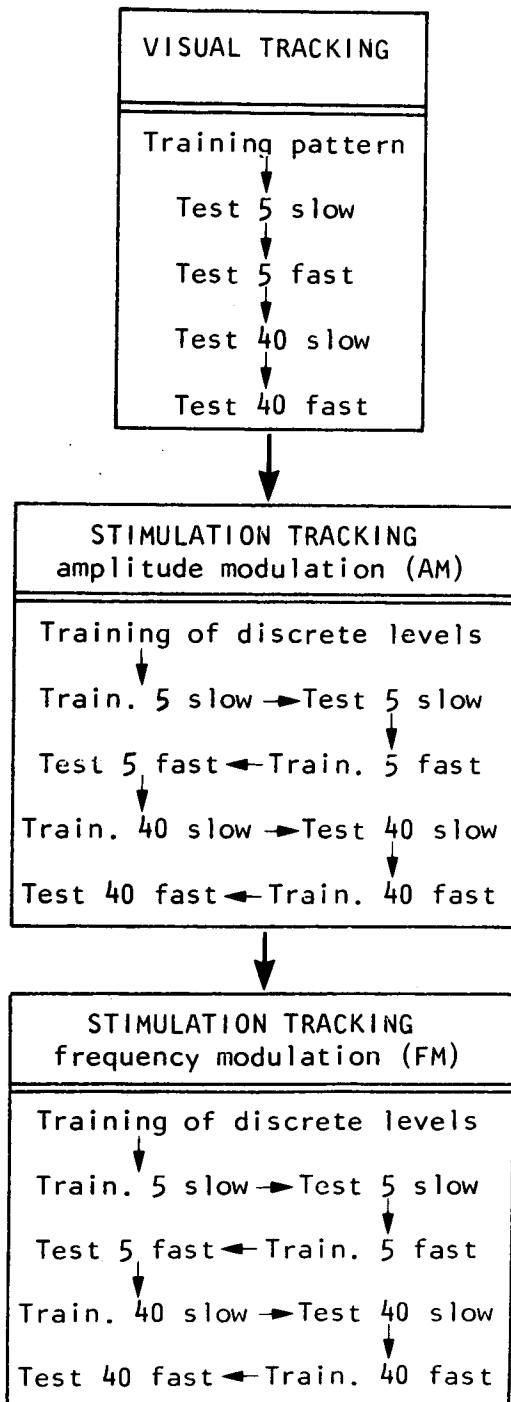 VISUAL TRACKING
Training pattern
Test 5 slow
Test 5 fast
Test 40 slow
Test 40 fast
STIMULATION TRACKING
amplitude modulation (AM)
Training of discrete levels
Train. 5 slow Test 5 slow
Test 5 fast Train. 5 fast
Train. 40 slow Test 40 slow
Test 40 fast Train. 40 fast
STIMULATION TRACKING
frequency modulation (FM)
Training of discrete levels
Train. 5 slow Test 5 slow
Test 5 fast Train. 5 fast
Train. 40 slow Test 40 slow
Test 40 fast Train. 40 fast